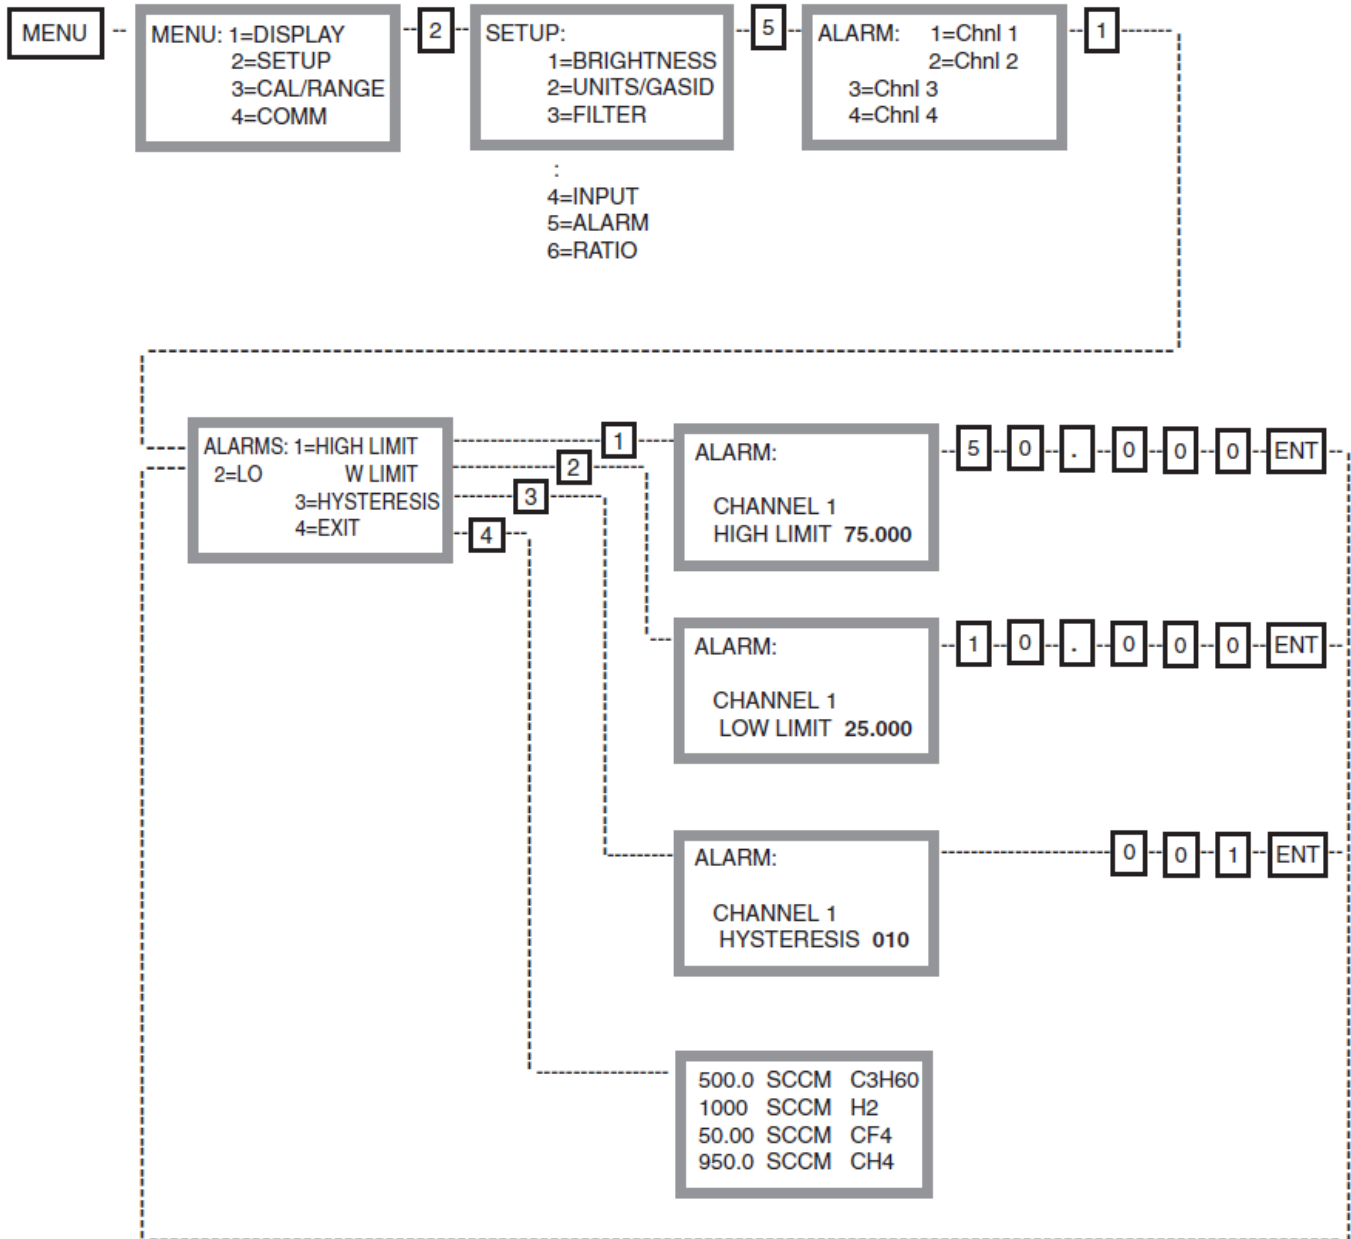 MENU
MENU: 1=DISPLAY
2=SETUP
3=CAL/RANGE
4=COMM
2
SETUP:
1=BRIGHTNESS
2=UNITS/GASID
3=FILTER
:
4=INPUT
5=ALARM
6=RATIO
5
ALARM: 1=Chnl 1
2=Chnl 2
3=Chnl 3
4=Chnl 4
1
ALARMS: 1=HIGH LIMIT
2=LO W LIMIT
3=HYSTERESIS
4=EXIT
1
2
3
4
ALARM:
CHANNEL 1
HIGH LIMIT 75.000
5 0 . 0 0 0 ENT
ALARM:
CHANNEL 1
LOW LIMIT 25.000
1 0 . 0 0 0 ENT
ALARM:
CHANNEL 1
HYSTERESIS 010
0 0 1 ENT
500.0 SCCM C3H60
1000 SCCM H2
50.00 SCCM CF4
950.0 SCCM CH4